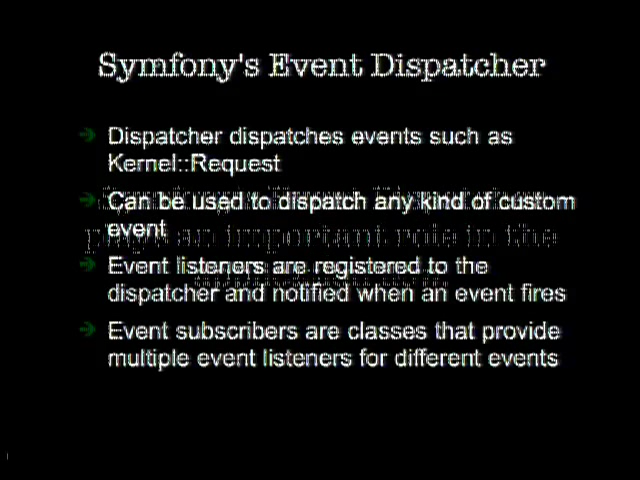 Symfony's Event Dispatcher
Dispatcher dispatches events such as
Kernel::Request
Can be used to dispatch any kind of custom
event
plays an important role in the
Event listeners are registered to the
dispatcher and notified when an event fires
Event subscribers are classes that provide
multiple event listeners for different events